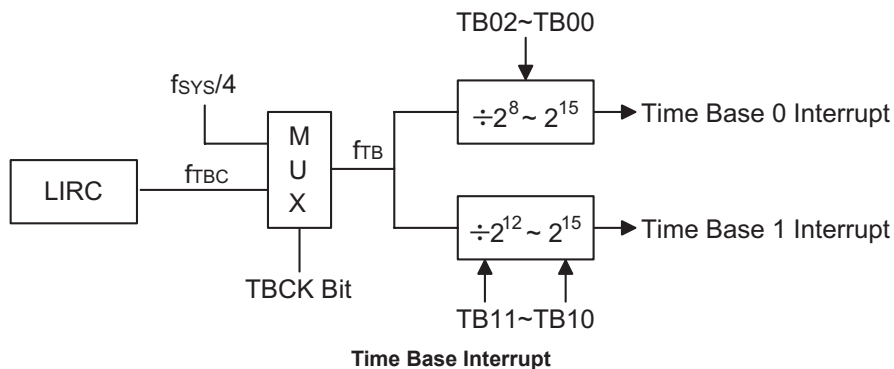 TB02~TB00
fSYS/4
÷2^8 ~ 2^15
Time Base 0 Interrupt
M
U
X
fTB
LIRC
fTBC
÷2^12 ~ 2^15
Time Base 1 Interrupt
TBCK Bit
TB11~TB10
Time Base Interrupt